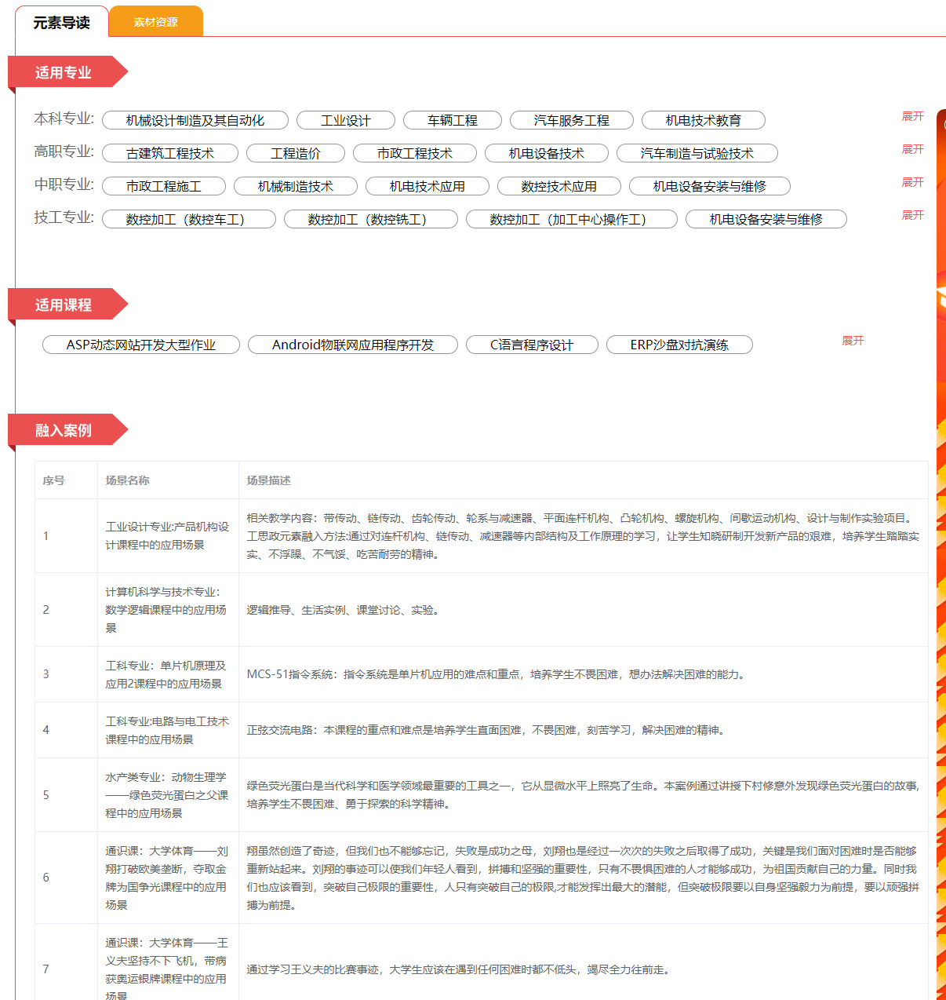 元素导读
素材资源
适用专业
本科专业: 机械设计制造及其自动化 工业设计 车辆工程 汽车服务工程 机电技术教育 展开
高职专业: 古建筑工程技术 工程造价 市政工程技术 机电设备技术 汽车制造与试验技术 展开
中职专业: 市政工程施工 机械制造技术 机电技术应用 数控技术应用 机电设备安装与维修 展开
技工专业: 数控加工（数控车工） 数控加工（数控铣工） 数控加工（加工中心操作工） 机电设备安装与维修 展开
适用课程
ASP动态网站开发大型作业 Android物联网应用程序开发 C语言程序设计 ERP沙盘对抗演练 展开
融入案例
序号 场景名称 场景描述
1
工业设计专业:产品机构设
计课程中的应用场景
相关教学内容：带传动、链传动、齿轮传动、轮系与减速器、平面连杆机构、凸轮机构、螺旋机构、间歇运动机构、设计与制作实验项目。
工思政元素融入方法:通过对连杆机构、链传动、减速器等内部结构及工作原理的学习，让学生知晓研制开发新产品的艰难，培养学生踏踏实
实、不浮躁、不气馁、吃苦耐劳的精神。
2
计算机科学与技术专业：
数学逻辑课程中的应用场
景
逻辑推导、生活实例、课堂讨论、实验。
3
工科专业：单片机原理及
应用2课程中的应用场景
MCS-51指令系统：指令系统是单片机应用的难点和重点，培养学生不畏困难，想办法解决困难的能力。
4
工科专业:电路与电工技术
课程中的应用场景
正弦交流电路：本课程的重点和难点是培养学生直面困难，不畏困难，刻苦学习，解决困难的精神。
5
水产类专业：动物生理学
——绿色荧光蛋白之父课
程中的应用场景
绿色荧光蛋白是当代科学和医学领域最重要的工具之一，它从显微水平上照亮了生命。本案例通过讲授下村修意外发现绿色荧光蛋白的故事,
培养学生不畏困难、勇于探索的科学精神。
6
通识课：大学体育——刘
翔打破欧美垄断，夺取金
牌为国争光课程中的应用
场景
翔虽然创造了奇迹，但我们也不能够忘记，失败是成功之母，刘翔也是经过一次次的失败之后取得了成功，关键是我们面对困难时是否能够
重新站起来。刘翔的事迹可以使我们年轻人看到，拼搏和坚强的重要性，只有不畏惧困难的人才能够成功，为祖国贡献自己的力量。同时我
们也应该看到，突破自己极限的重要性，人只有突破自己的极限,才能发挥出最大的潜能，但突破极限要以自身坚强毅力为前提，要以顽强拼
搏为前提。
7
通识课：大学体育——王
义夫坚持不下飞机，带病
获奥运银牌课程中的应用
场景
通过学习王义夫的比赛事迹，大学生应该在遇到任何困难时都不低头，竭尽全力往前走。